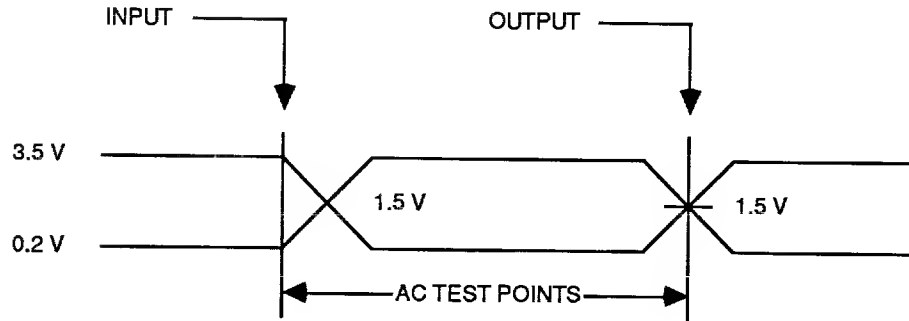 INPUT
OUTPUT
3.5 V
1.5 V
1.5 V
0.2 V
AC TEST POINTS